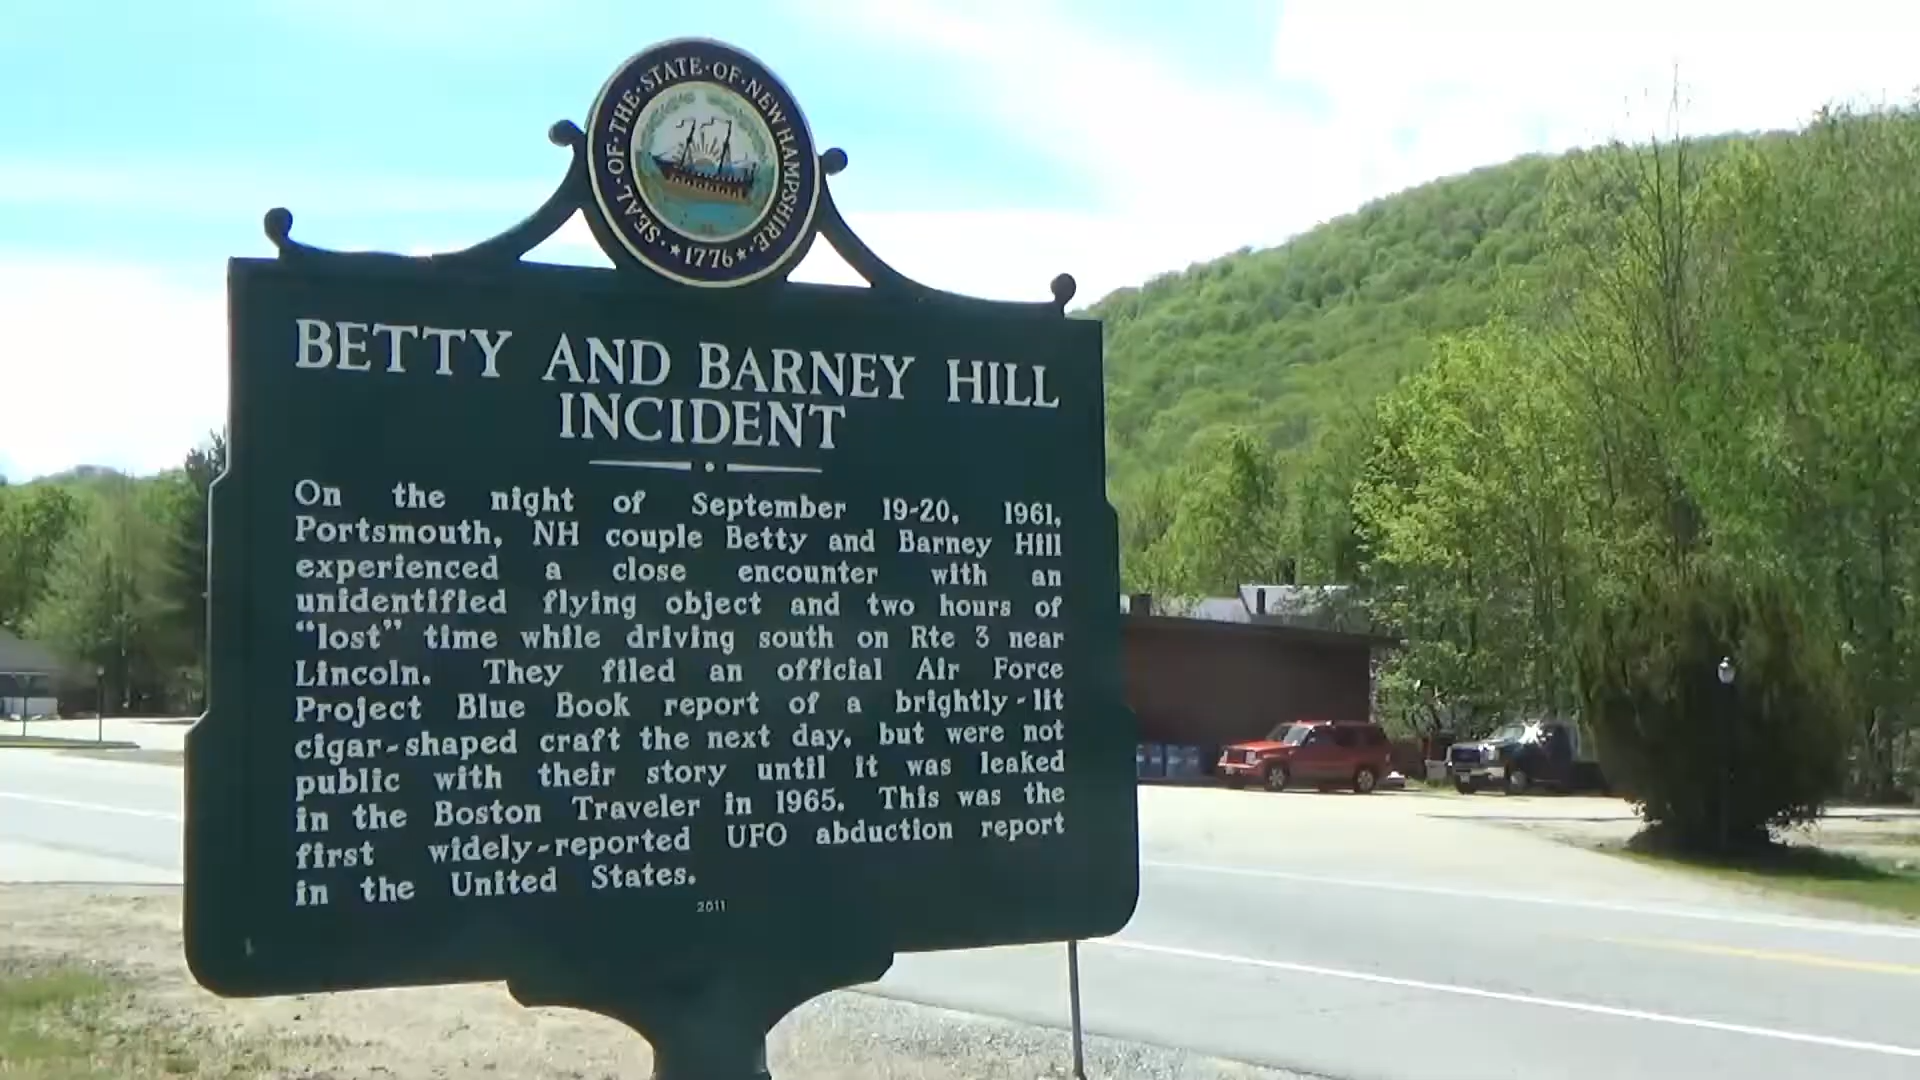 SEAL·OF·THE·STATE·OF·NEW HAMPSHIRE·
★1776★
BETTY AND BARNEY HILL
INCIDENT
On the night of September 19-20, 1961,
Portsmouth, NH couple Betty and Barney Hill
experienced a close encounter with an
unidentified flying object and two hours of
“lost” time while driving south on Rte 3 near
Lincoln. They filed an official Air Force
Project Blue Book report of a brightly-lit
cigar-shaped craft the next day, but were not
public with their story until it was leaked
in the Boston Traveler in 1965. This was the
first widely-reported UFO abduction report
in the United States.
2011